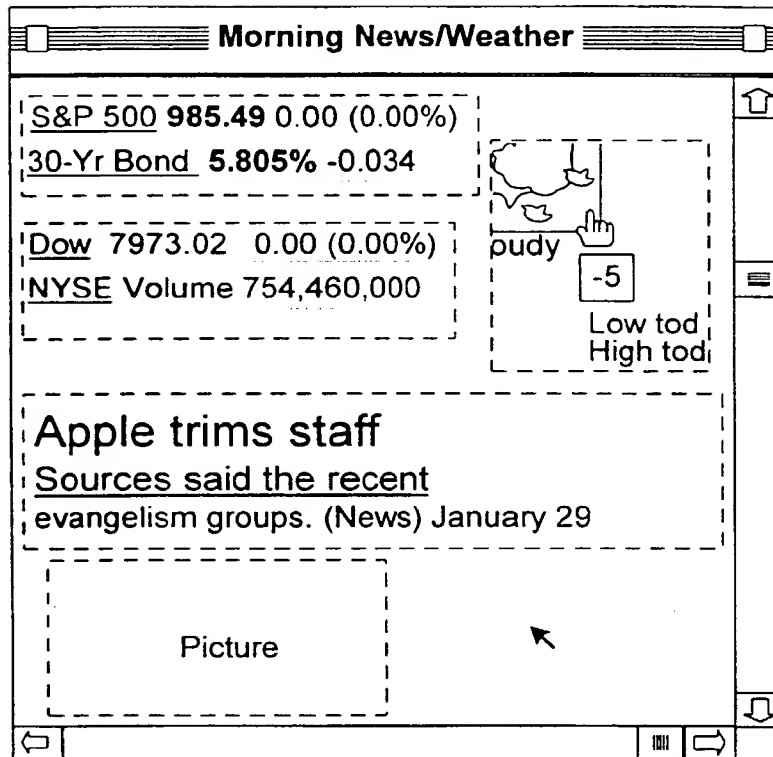 Morning News/Weather
S&P 500 985.49 0.00 (0.00%)
30-Yr Bond 5.805% -0.034
Dow 7973.02 0.00 (0.00%)
NYSE Volume 754,460,000
oudy
-5
Low tod
High tod
Apple trims staff
Sources said the recent
evangelism groups. (News) January 29
Picture